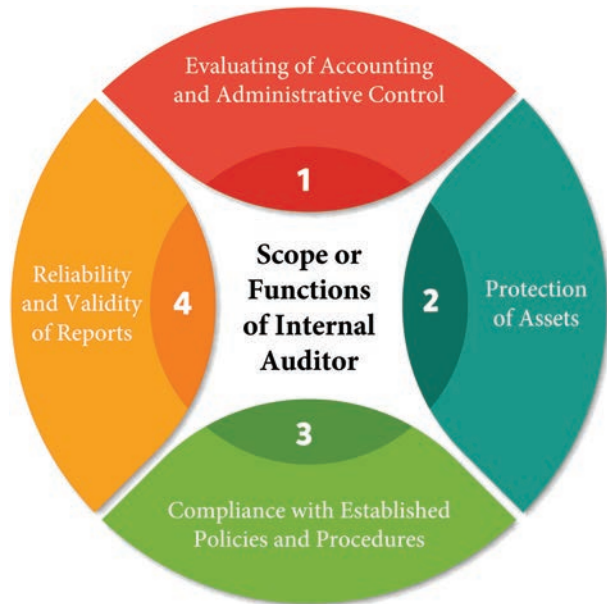 Evaluating of Accounting
and Administrative Control
1
Scope or
Functions
of Internal
Auditor
2
Protection
of Assets
3
Compliance with Established
Policies and Procedures
4
Reliability
and Validity
of Reports